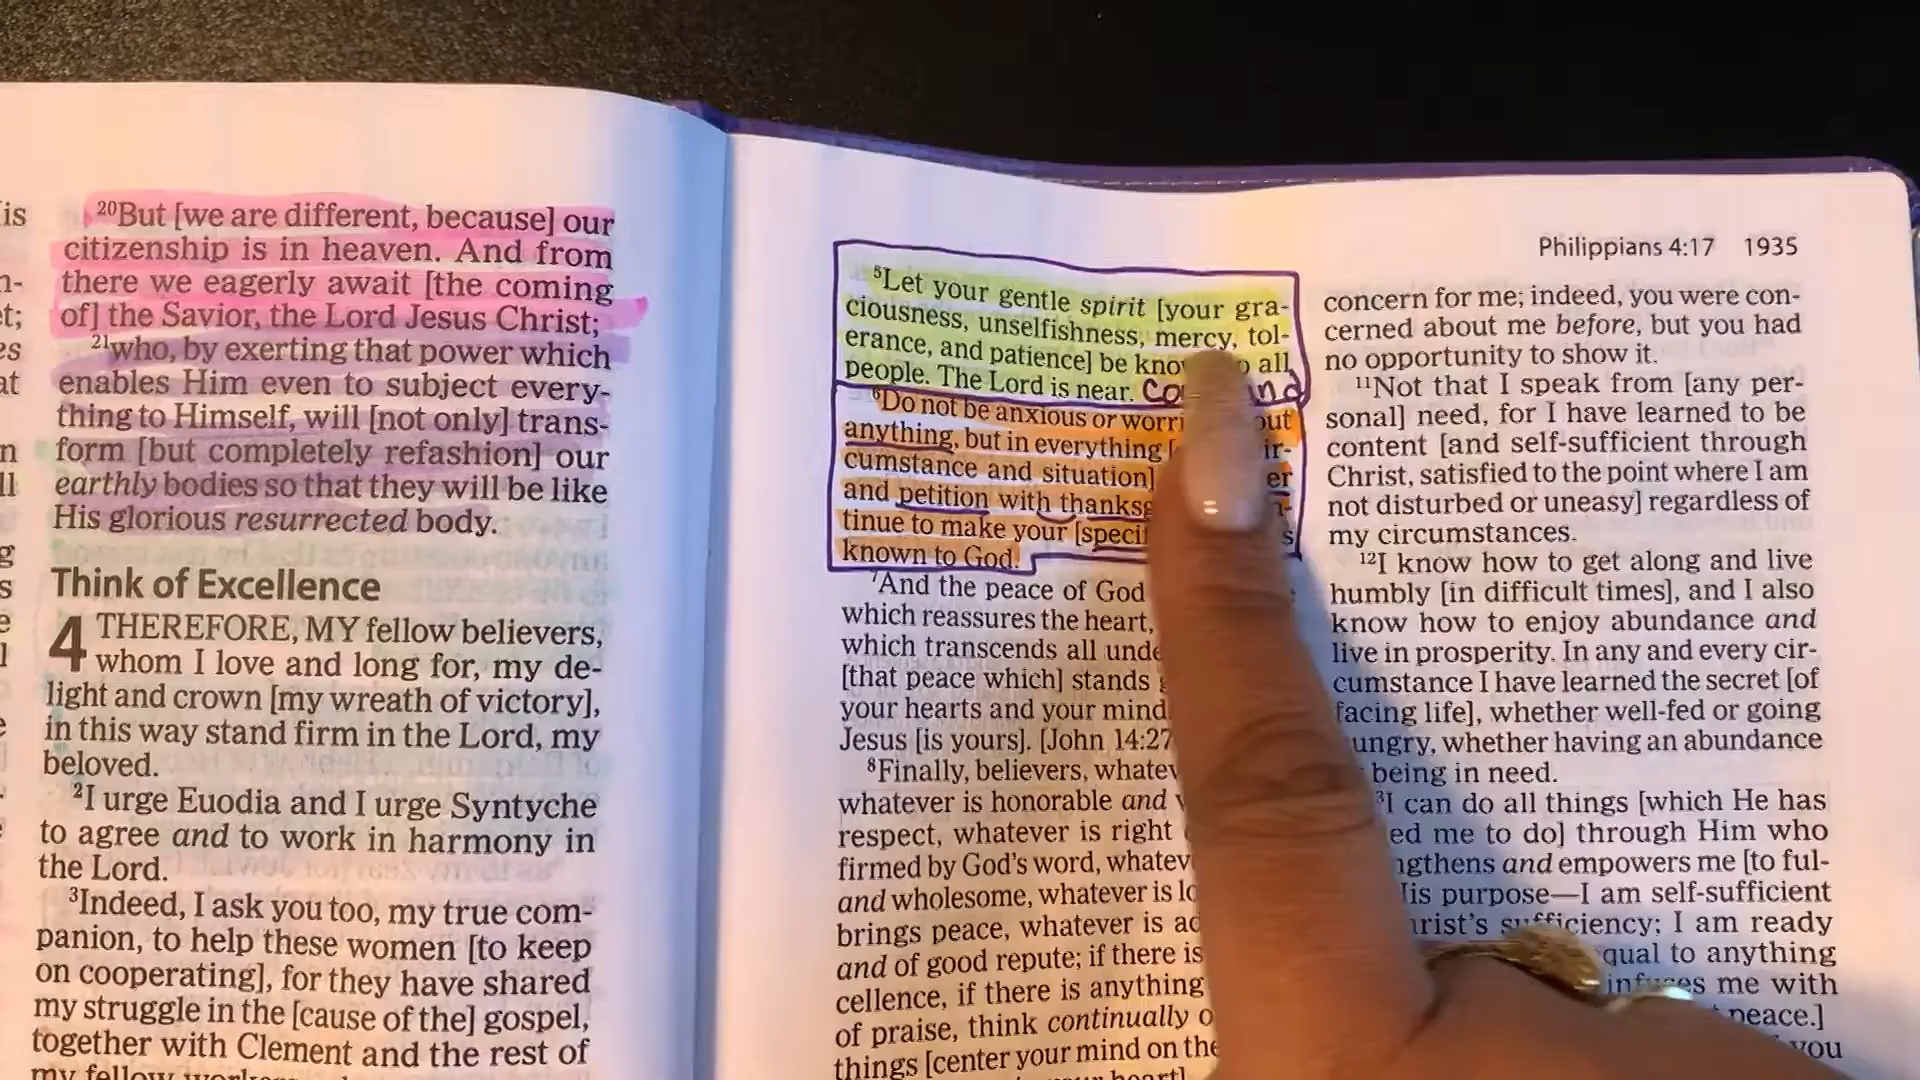 20But [we are different, because] our
citizenship is in heaven. And from
there we eagerly await [the coming
of] the Savior, the Lord Jesus Christ;
21who, by exerting that power which
enables Him even to subject every-
thing to Himself, will [not only] trans-
form [but completely refashion] our
earthly bodies so that they will be like
His glorious resurrected body.
Think of Excellence
4 THEREFORE, MY fellow believers,
whom I love and long for, my de-
light and crown [my wreath of victory],
in this way stand firm in the Lord, my
beloved.
2I urge Euodia and I urge Syntyche
to agree and to work in harmony in
the Lord.
3Indeed, I ask you too, my true com-
panion, to help these women [to keep
on cooperating], for they have shared
my struggle in the [cause of the] gospel,
together with Clement and the rest of
my fellow
5Let your gentle spirit [your gra-
ciousness, unselfishness, mercy, tol-
erance, and patience] be all
people. The Lord is near.
6Do not be anxious or
anything, but in everything
cumstance and situation]
and petition with
tinue to make your
known to God.
7And the peace of God
which reassures the heart,
which transcends all
[that peace which] stands
your hearts and your
Jesus [is yours]. [John 14:27
8Finally, believers,
whatever is honorable and
respect, whatever is right
firmed by God's word,
and wholesome, whatever is
brings peace, whatever is
and of good repute; if there is
cellence, if there is anything
of praise, think continually
things [center your mind on
Philippians 4:17 1935
concern for me; indeed, you were con-
cerned about me before, but you had
no opportunity to show it.
11Not that I speak from [any per-
sonal] need, for I have learned to be
content [and self-sufficient through
Christ, satisfied to the point where I am
not disturbed or uneasy] regardless of
my circumstances.
12I know how to get along and live
humbly [in difficult times], and I also
know how to enjoy abundance and
live in prosperity. In any and every cir-
cumstance I have learned the secret [of
facing life], whether well-fed or going
whether having an abundance
being in need.
I can do all things [which He has
me to do] through Him who
and empowers me [to ful-
purpose—I am self-sufficient
sufficiency; I am ready
equal to anything
me with
peace.]
you